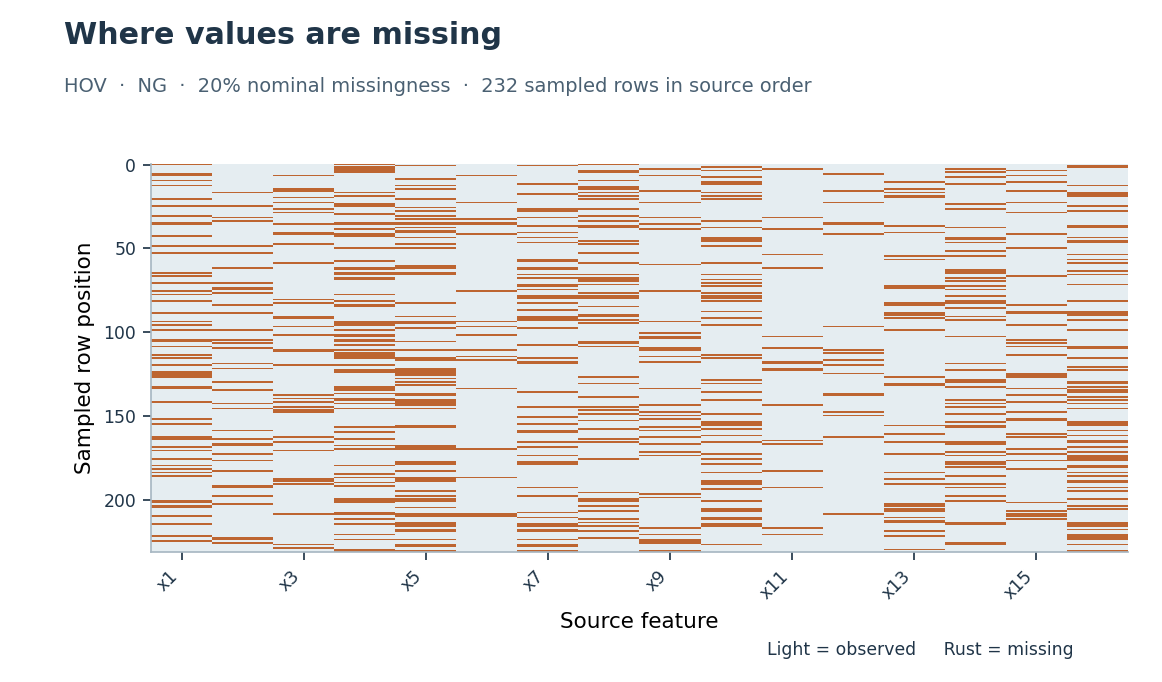 Where values are missing
HOV · NG · 20% nominal missingness · 232 sampled rows in source order
0
50
100
150
200
Sampled row position
x1
x3
x5
x7
x9
x11
x13
x15
Source feature
Light = observed Rust = missing